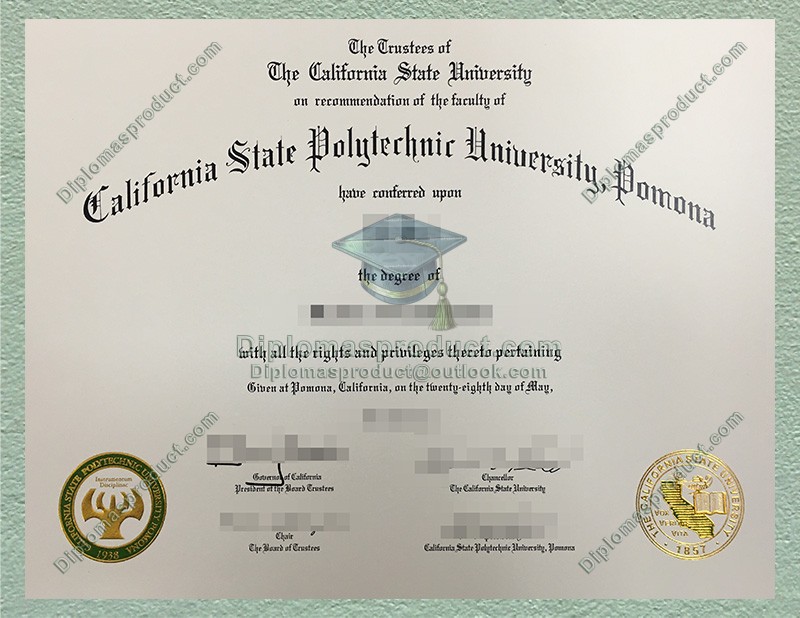 The Trustees of
The California State University
on recommendation of the faculty of
California State Polytechnic University, Pomona
have conferred upon
the degree of
Diplomasproduct.com
with all the rights and privileges thereto pertaining
Diplomasproduct@outlook.com
Given at Pomona, California, on the twenty-eighth day of May,
Governor of California
President of the Board Trustees
Chancellor
The California State University
Chair
The Board of Trustees
California State Polytechnic University, Pomona
CALIFORNIA STATE POLYTECHNIC UNIVERSITY POMONA
Instrumentum
Disciplinae
1938
THE CALIFORNIA STATE UNIVERSITY
VOX
VERITAS
VITA
1857
Diplomasproduct.com
Diplomasproduct.com
Diplomasproduct.com
Diplomasproduct.com